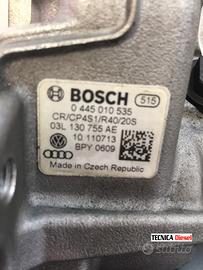 BOSCH 515
0 445 010 535
CR/CP4S1/R40/20S
03L 130 755 AE
10 110713
BPY 0609
Made in Czech Republic
TECNICA Diesel
subito